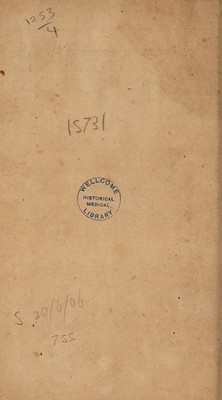 1253/4
15731
WELLCOME
HISTORICAL
MEDICAL
LIBRARY
S 20/6/06
755